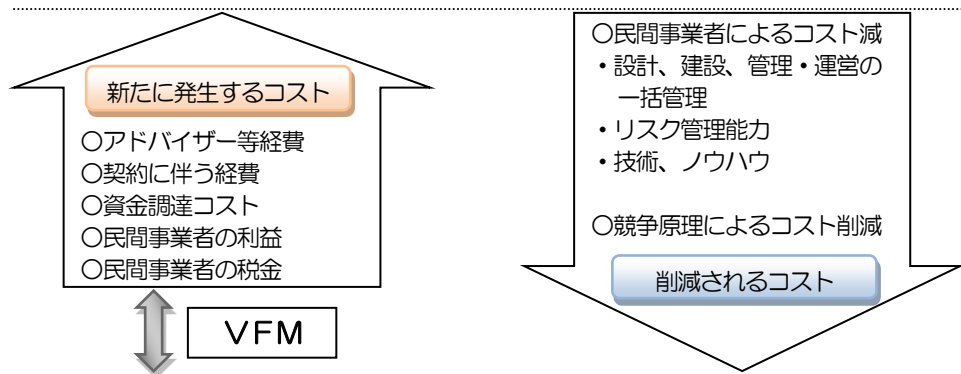 新たに発生するコスト
○アドバイザー等経費
○契約に伴う経費
○資金調達コスト
○民間事業者の利益
○民間事業者の税金
VFM
○民間事業者によるコスト減
・設計、建設、管理・運営の
一括管理
・リスク管理能力
・技術、ノウハウ
○競争原理によるコスト削減
削減されるコスト